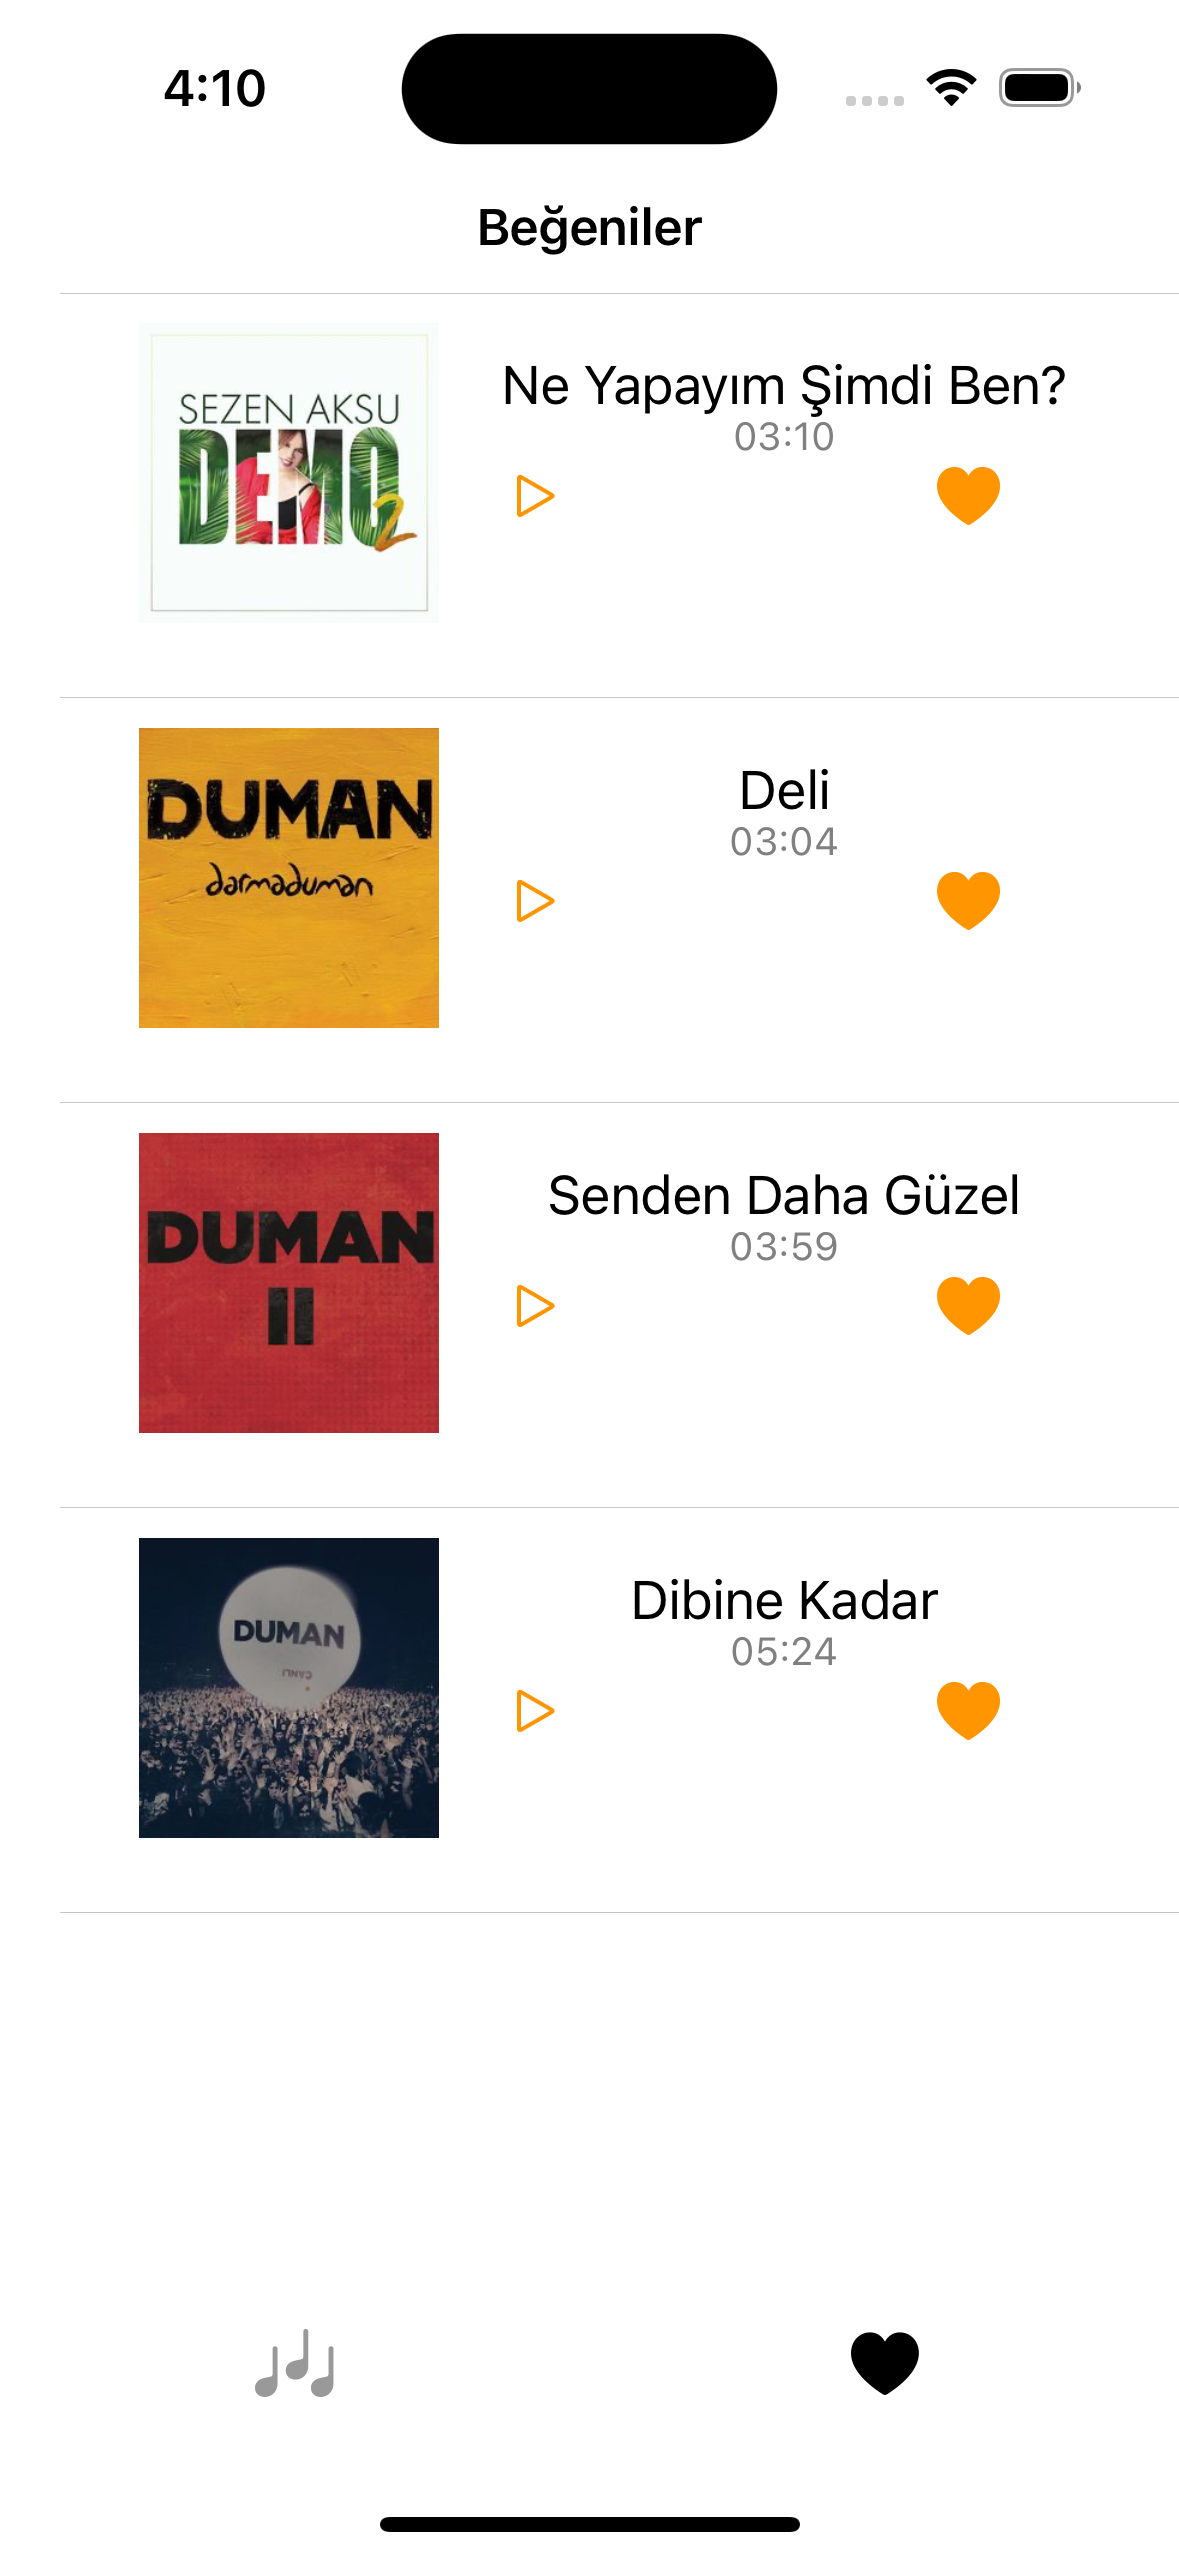 4:10
Beğeniler
SEZEN AKSU
DEMO
2
Ne Yapayım Şimdi Ben?
03:10
DUMAN
darmaduman
Deli
03:04
DUMAN
II
Senden Daha Güzel
03:59
DUMAN
CANLI
Dibine Kadar
05:24